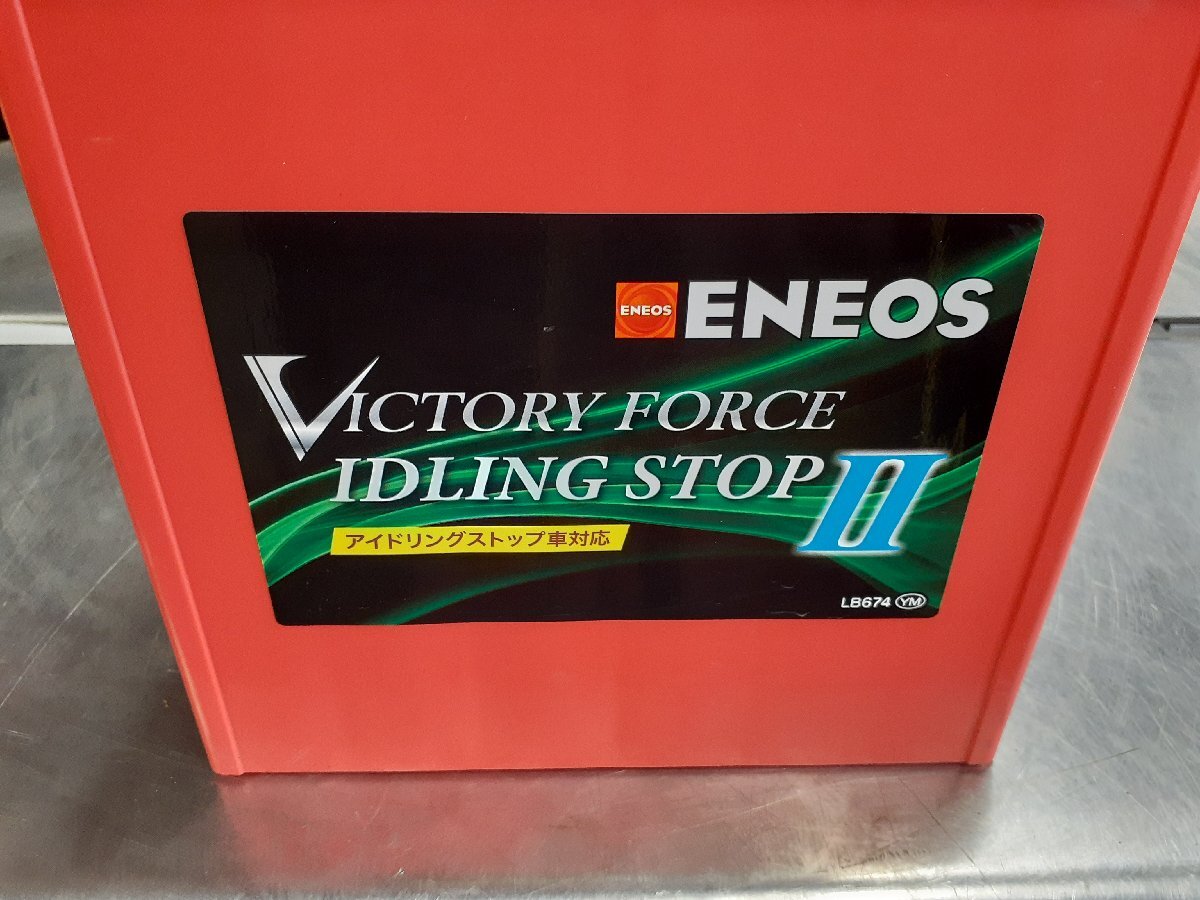 ENEOS ENEOS
VICTORY FORCE
IDLING STOP II
アイドリングストップ車対応
LB674 YM